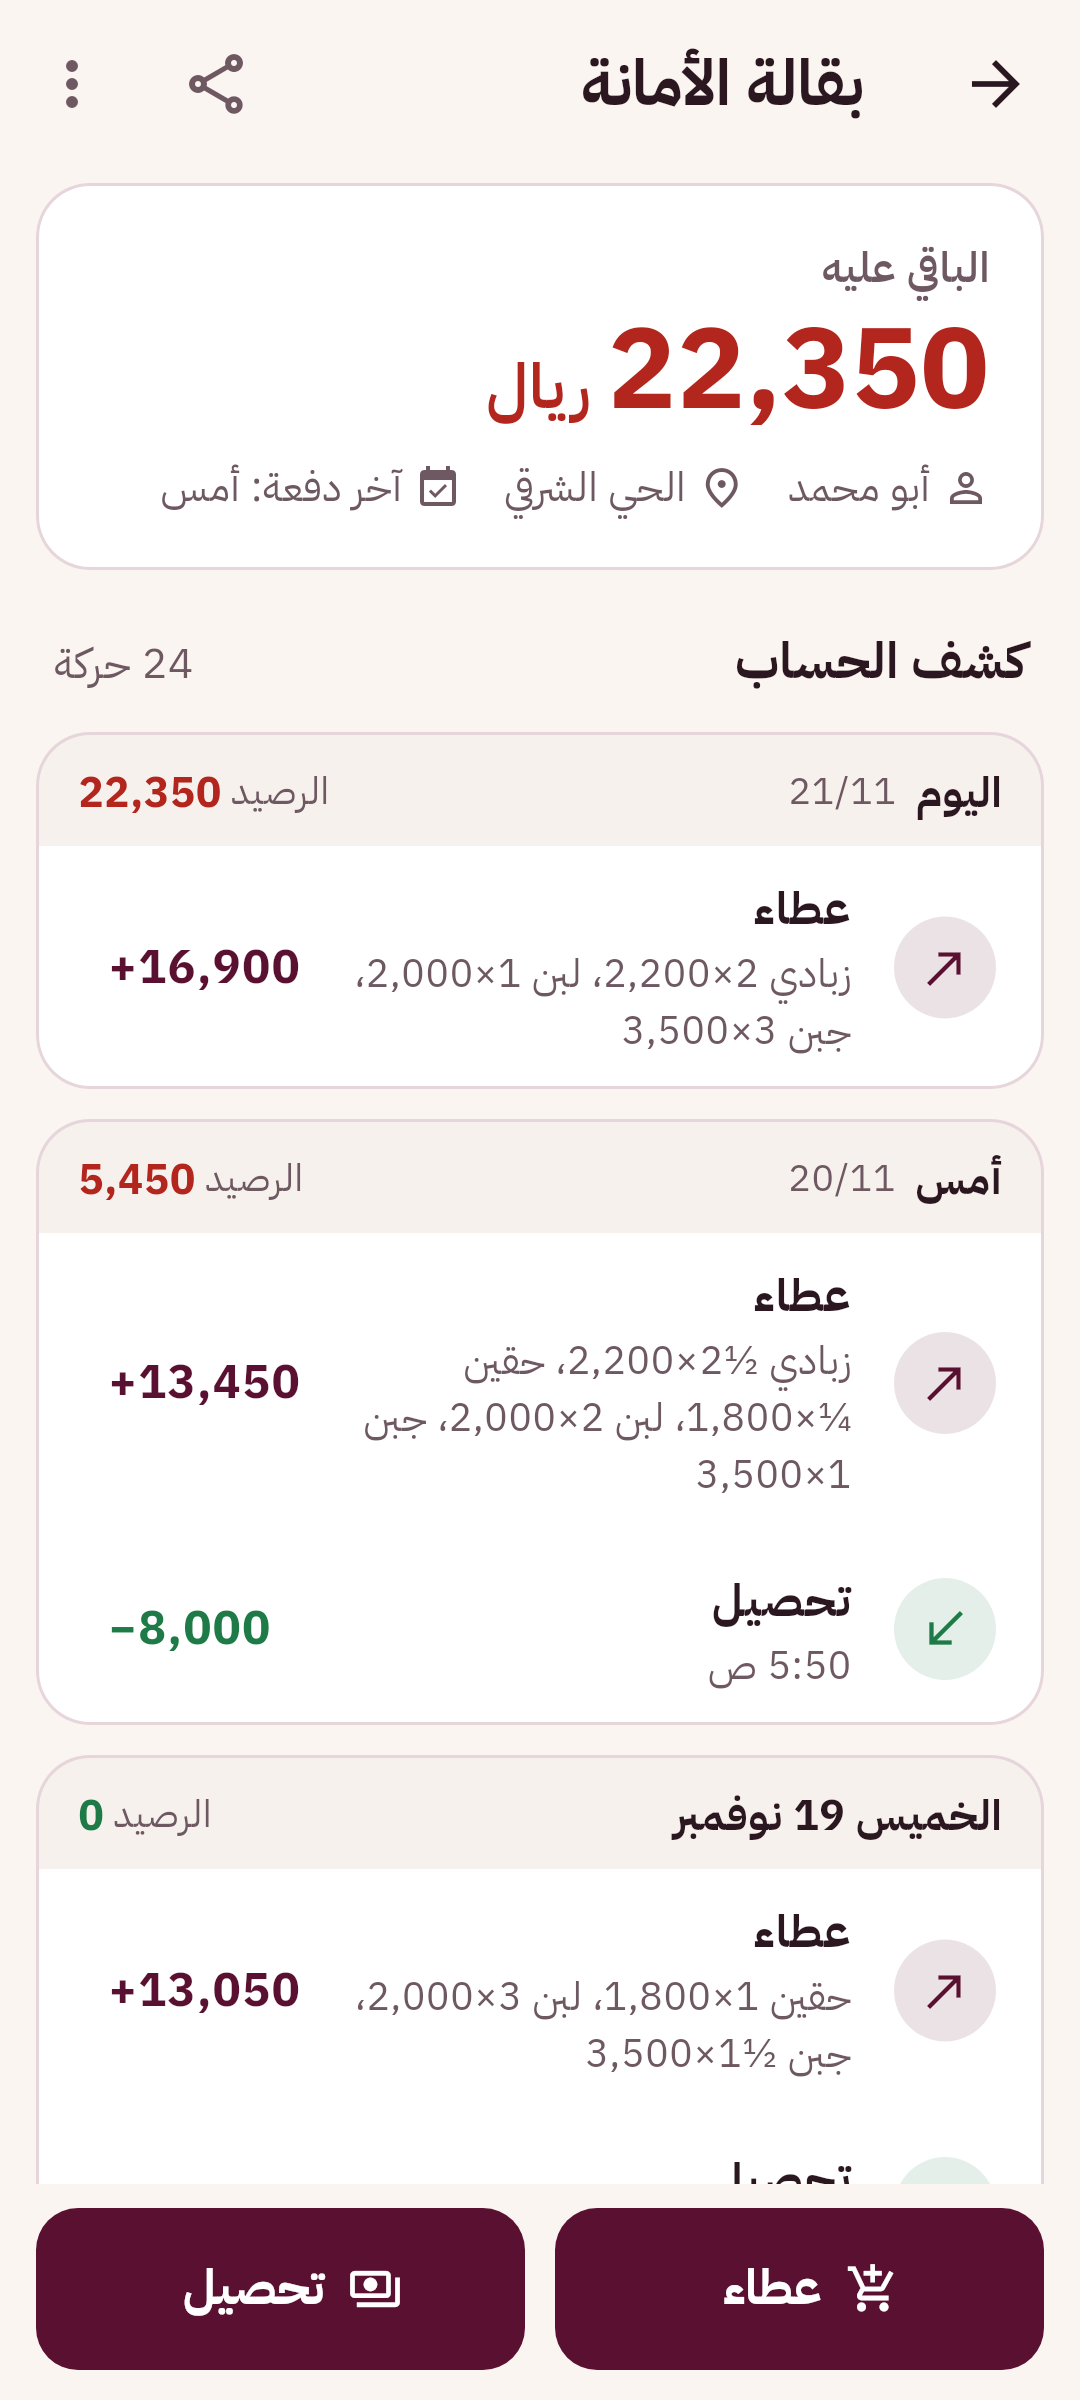 بقالة الأمانة
الباقي عليه
22,350 ريال
أبو محمد
الحي الشرقي
آخر دفعة: أمس
كشف الحساب
24 حركة
اليوم 21/11
الرصيد 22,350
عطاء
زبادي 2×2,200، لبن 1×2,000،
جبن 3×3,500
+16,900
أمس 20/11
الرصيد 5,450
عطاء
زبادي ½2×2,200، حقين
¼×1,800، لبن 2×2,000، جبن
1×3,500
+13,450
تحصيل
5:50 ص
−8,000
الخميس 19 نوفمبر
الرصيد 0
عطاء
حقين 1×1,800، لبن 3×2,000،
جبن ½1×3,500
+13,050
تحصيل
عطاء
تحصيل